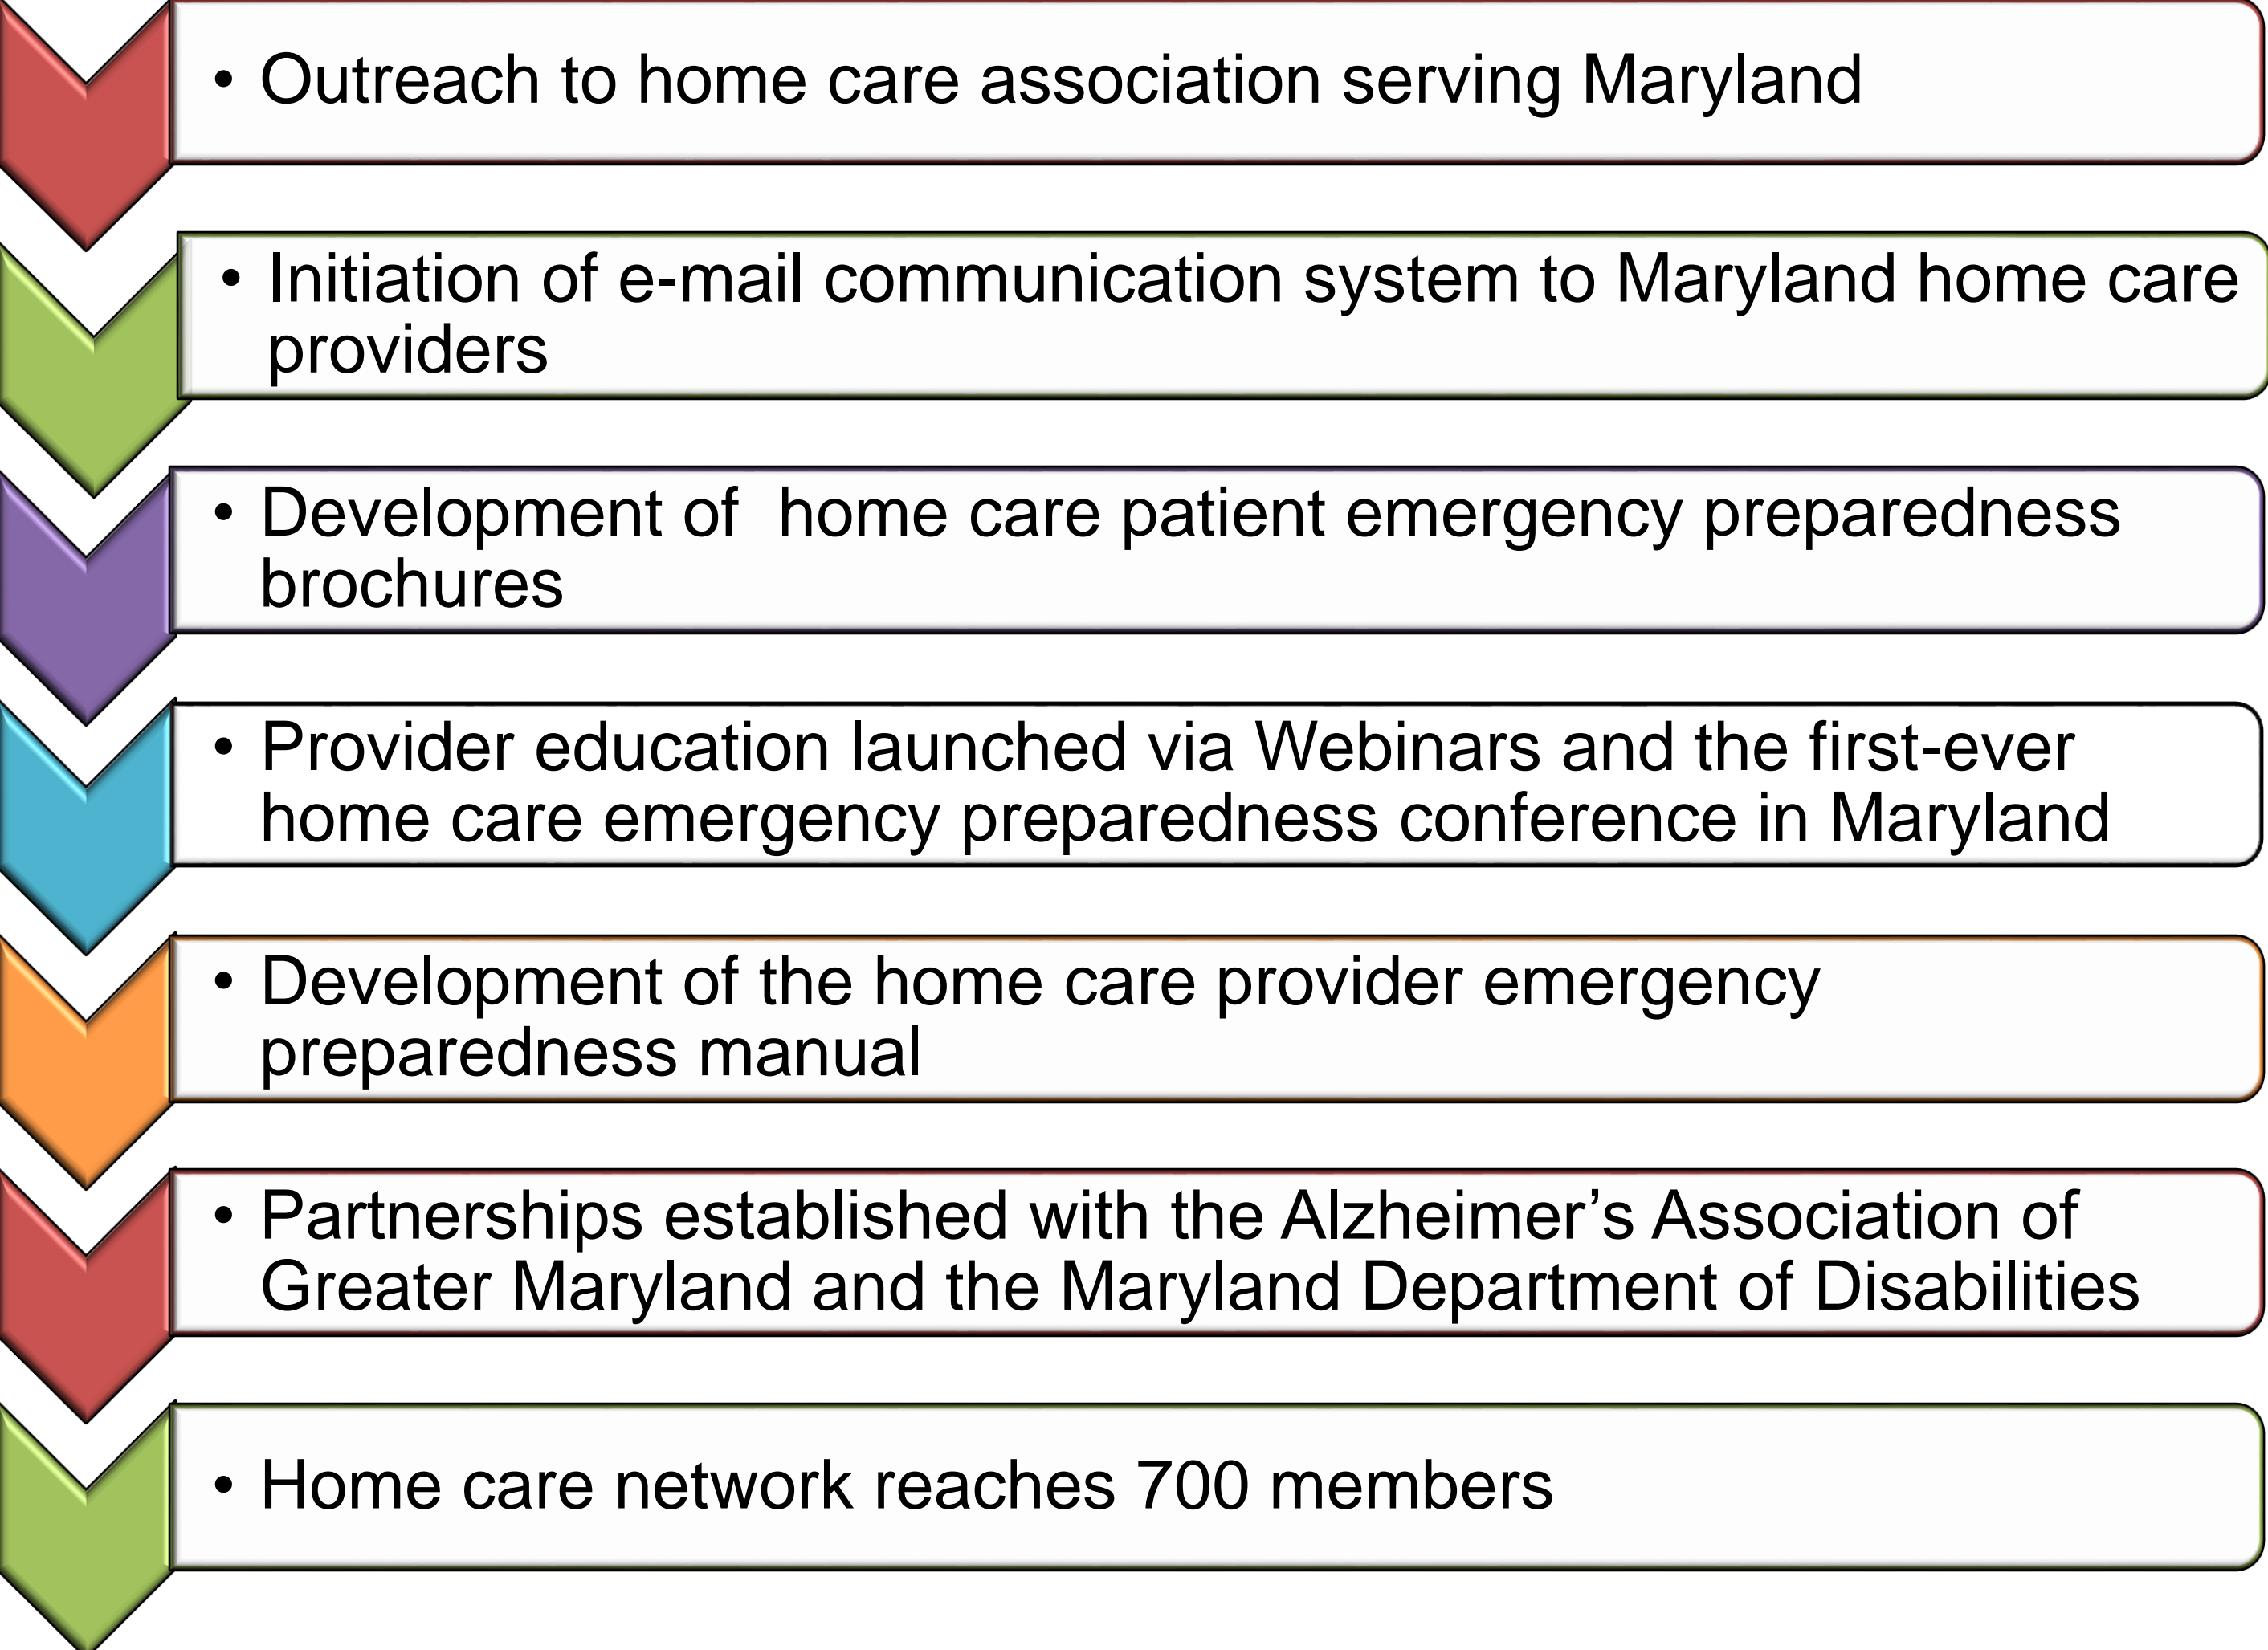 • Outreach to home care association serving Maryland
• Initiation of e-mail communication system to Maryland home care
providers
• Development of  home care patient emergency preparedness
brochures
• Provider education launched via Webinars and the first-ever
home care emergency preparedness conference in Maryland
• Development of the home care provider emergency
preparedness manual
• Partnerships established with the Alzheimer’s Association of
Greater Maryland and the Maryland Department of Disabilities
• Home care network reaches 700 members